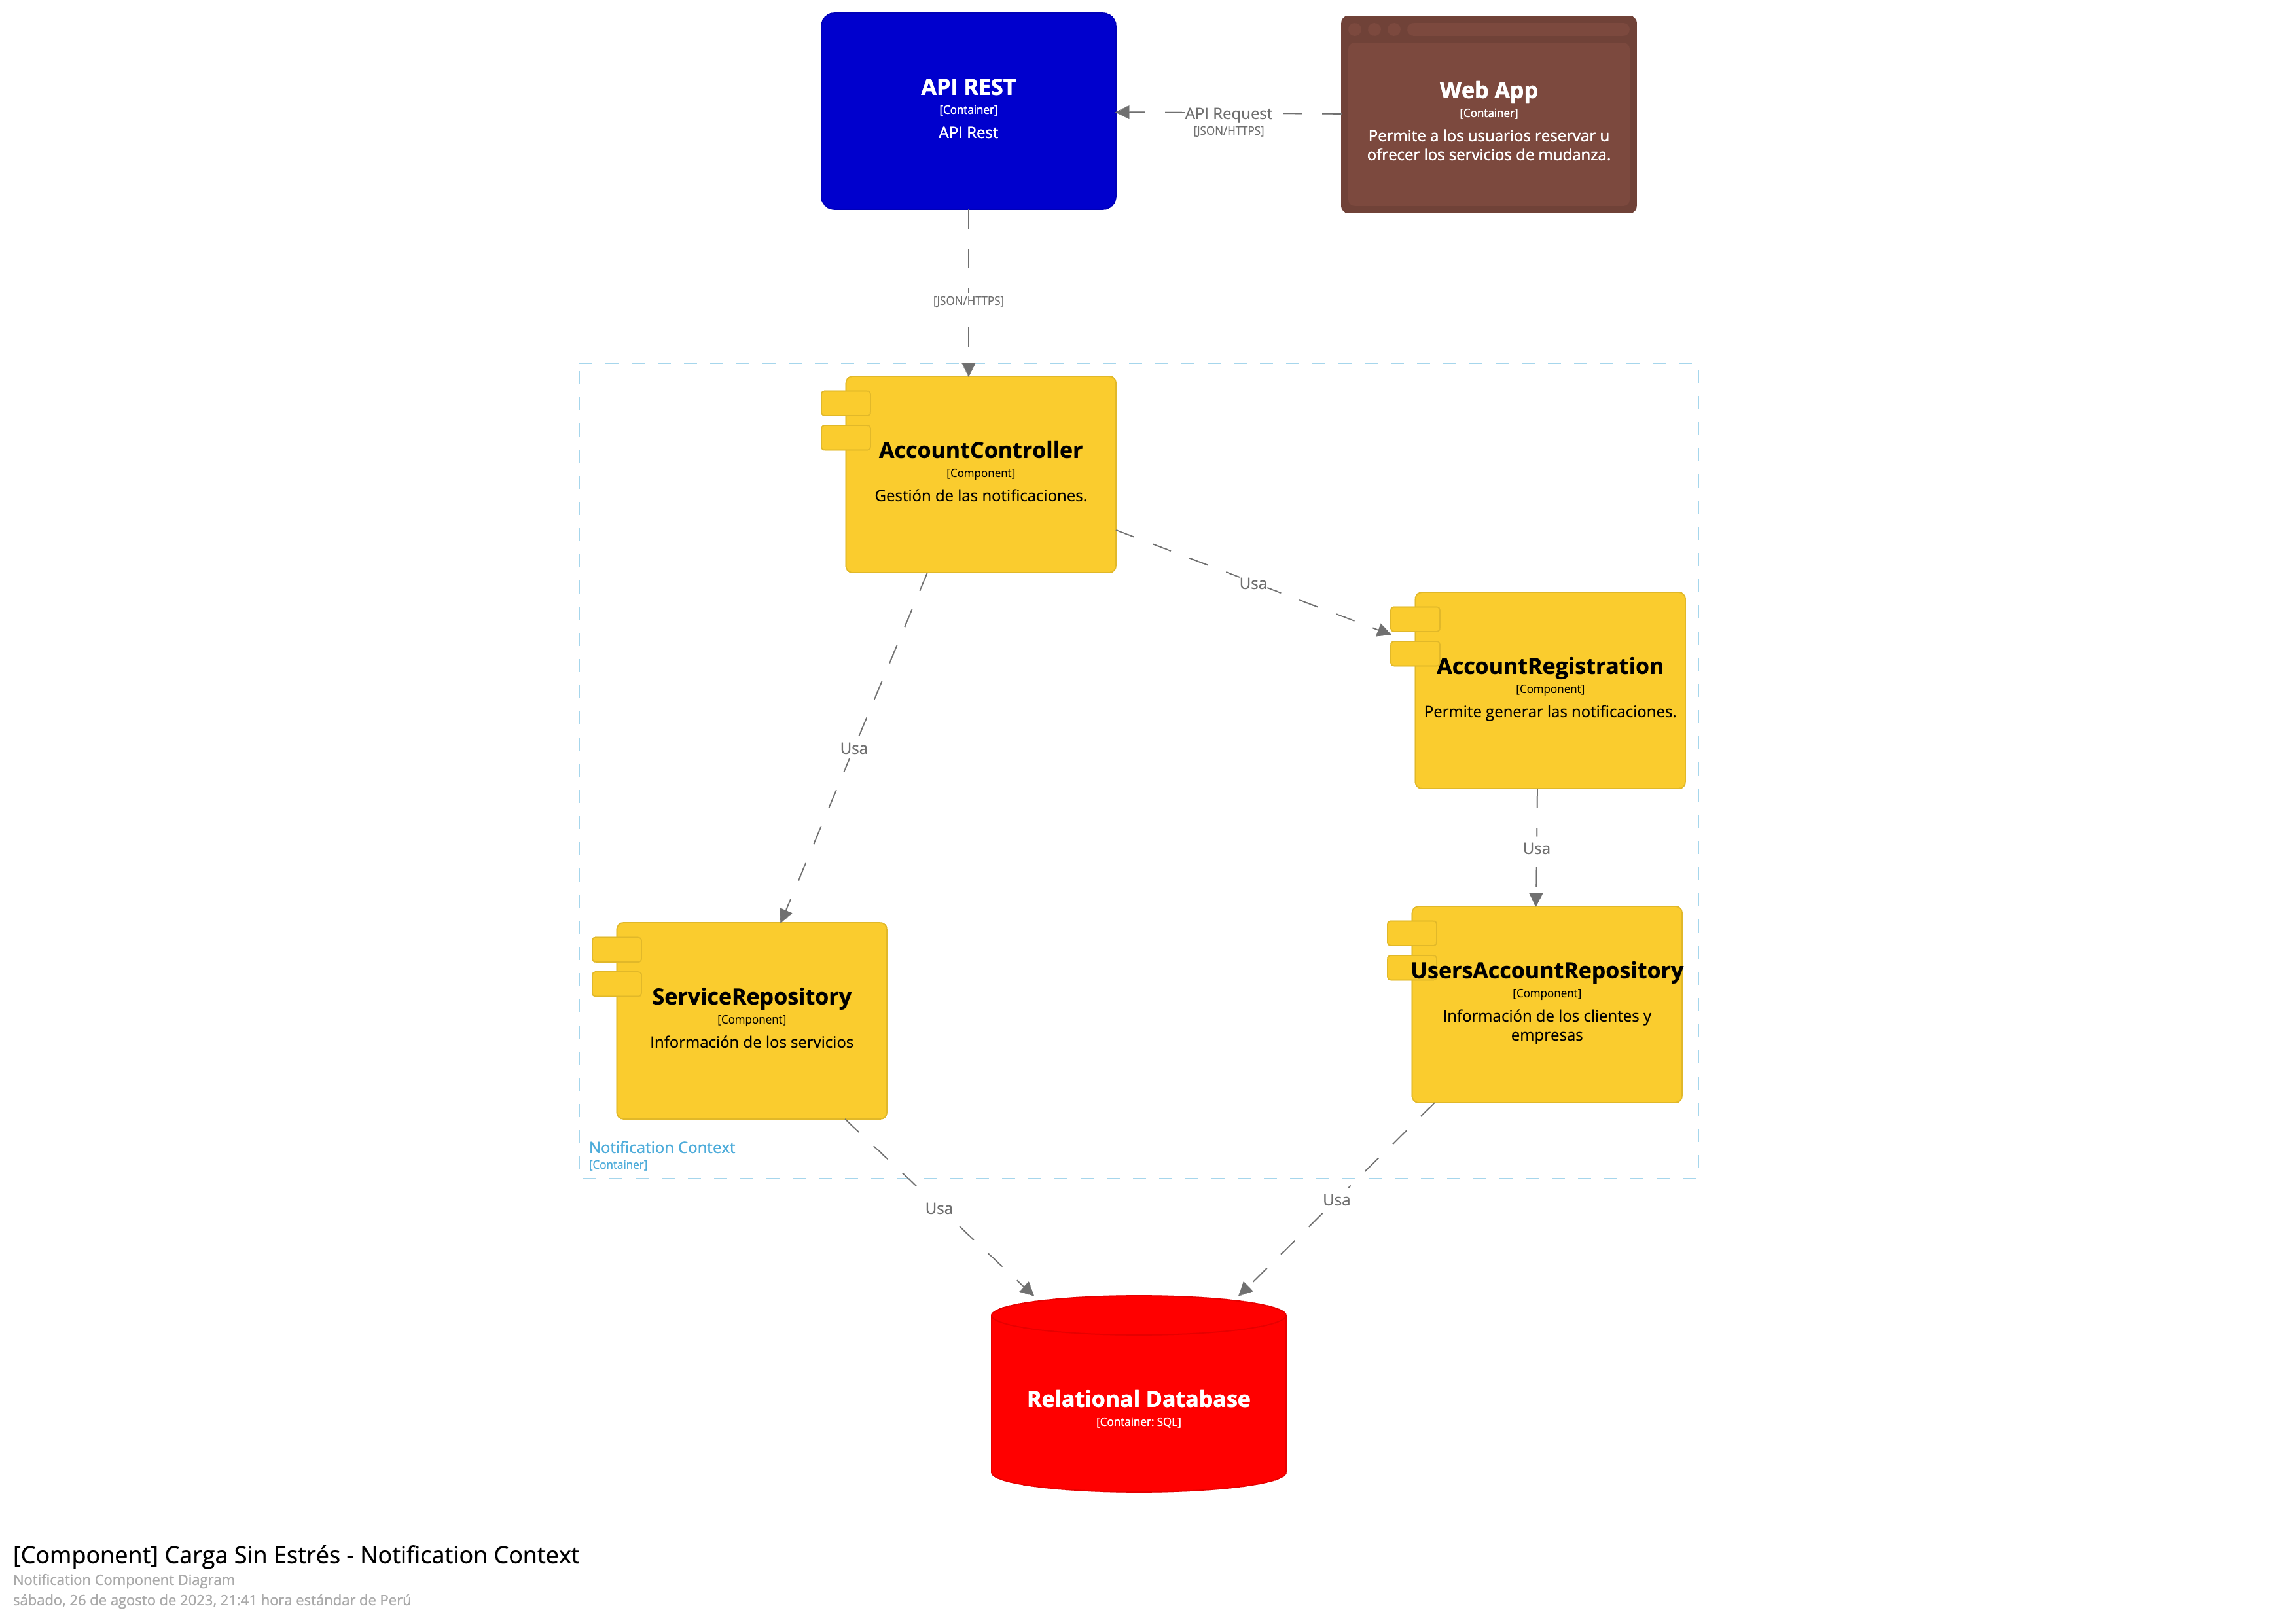 API REST
[Container]
API Rest
Web App
[Container]
Permite a los usuarios reservar u
ofrecer los servicios de mudanza.
API Request
[JSON/HTTPS]
[JSON/HTTPS]
AccountController
[Component]
Gestión de las notificaciones.
Usa
AccountRegistration
[Component]
Permite generar las notificaciones.
Usa
Usa
ServiceRepository
[Component]
Información de los servicios
UsersAccountRepository
[Component]
Información de los clientes y
empresas
Notification Context
[Container]
Usa
Usa
Relational Database
[Container: SQL]
[Component] Carga Sin Estrés - Notification Context
Notification Component Diagram
sábado, 26 de agosto de 2023, 21:41 hora estándar de Perú